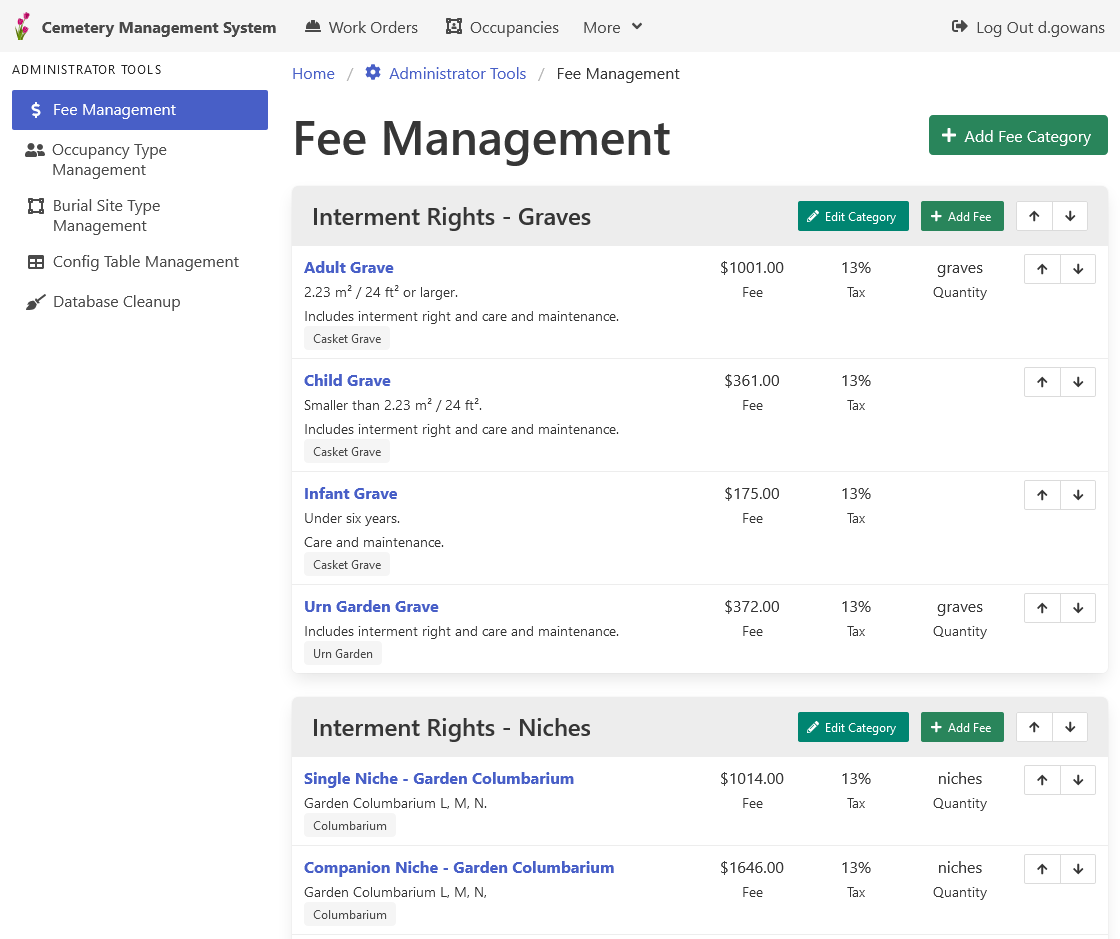 Cemetery Management System
Work Orders
Occupancies
More
Log Out d.gowans
ADMINISTRATOR TOOLS
Fee Management
Occupancy Type
Management
Burial Site Type
Management
Config Table Management
Database Cleanup
Home / Administrator Tools / Fee Management
Fee Management
Add Fee Category
Interment Rights - Graves
Edit Category
Add Fee
Adult Grave
2.23 m² / 24 ft² or larger.
Includes interment right and care and maintenance.
Casket Grave
$1001.00
Fee
13%
Tax
graves
Quantity
Child Grave
Smaller than 2.23 m² / 24 ft².
Includes interment right and care and maintenance.
Casket Grave
$361.00
Fee
13%
Tax
Infant Grave
Under six years.
Care and maintenance.
Casket Grave
$175.00
Fee
13%
Tax
Urn Garden Grave
Includes interment right and care and maintenance.
Urn Garden
$372.00
Fee
13%
Tax
graves
Quantity
Interment Rights - Niches
Edit Category
Add Fee
Single Niche - Garden Columbarium
Garden Columbarium L, M, N.
Columbarium
$1014.00
Fee
13%
Tax
niches
Quantity
Companion Niche - Garden Columbarium
Garden Columbarium L, M, N,
Columbarium
$1646.00
Fee
13%
Tax
niches
Quantity